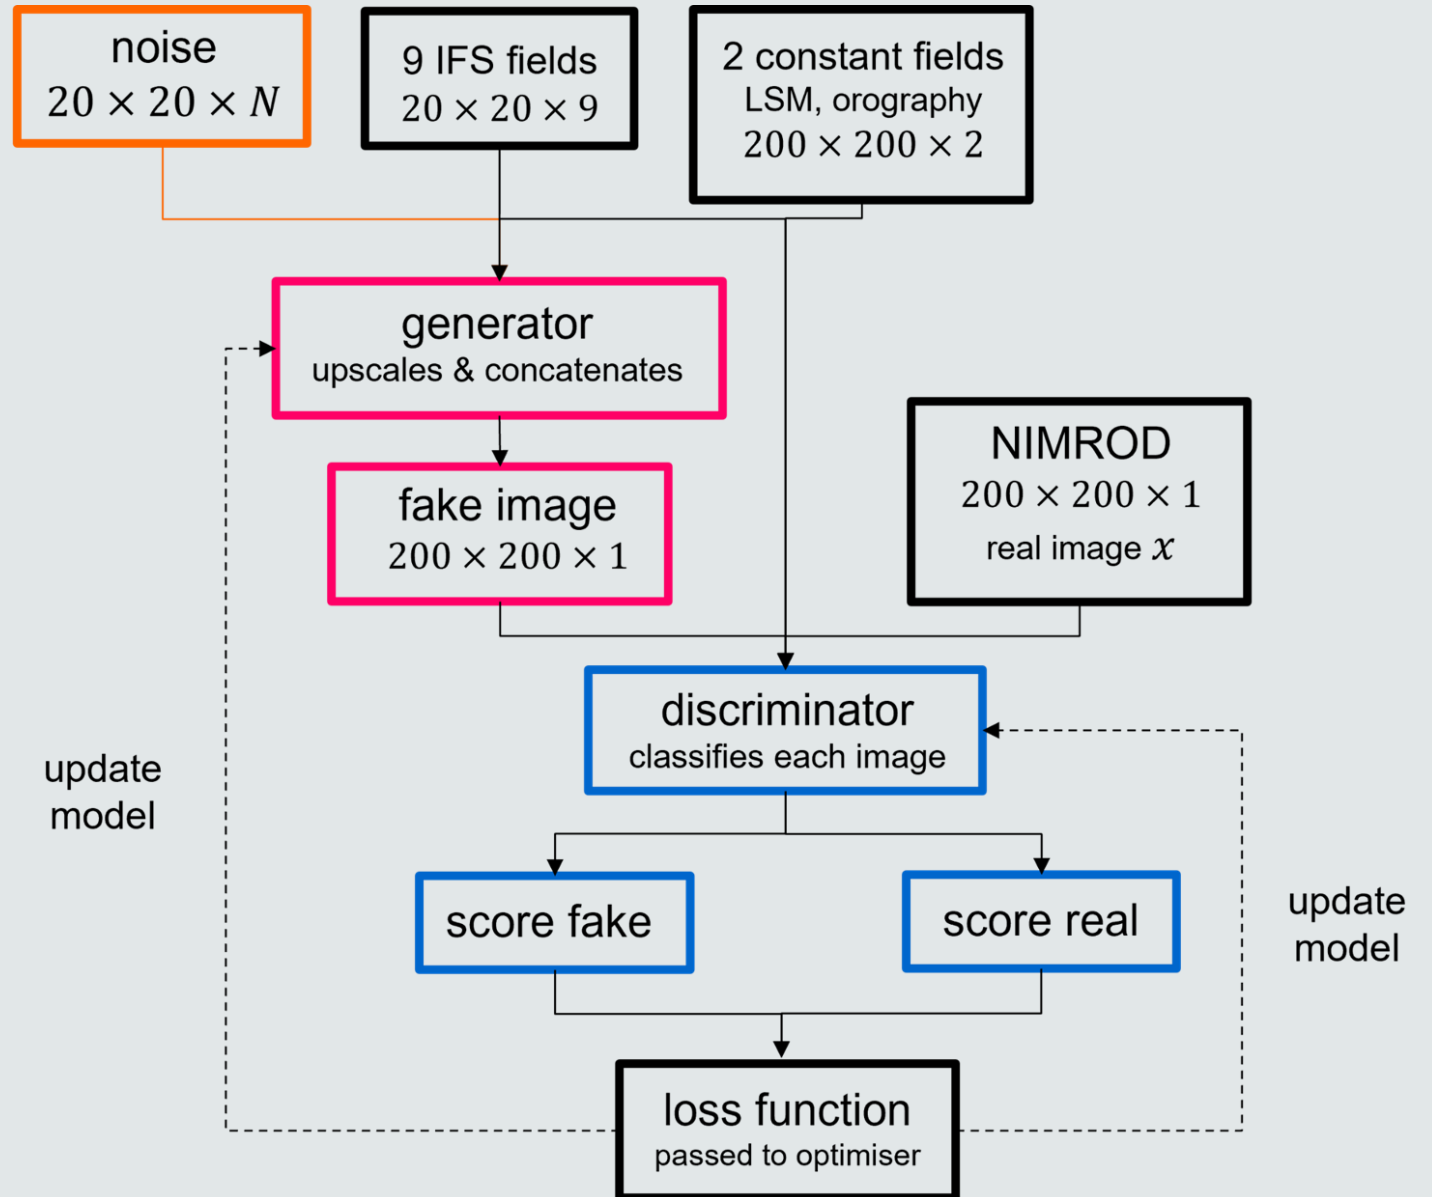 noise
20 × 20 × N
9 IFS fields
20 × 20 × 9
2 constant fields
LSM, orography
200 × 200 × 2
generator
upscales & concatenates
fake image
200 × 200 × 1
NIMROD
200 × 200 × 1
real image x
discriminator
classifies each image
update
model
score fake
score real
update
model
loss function
passed to optimiser